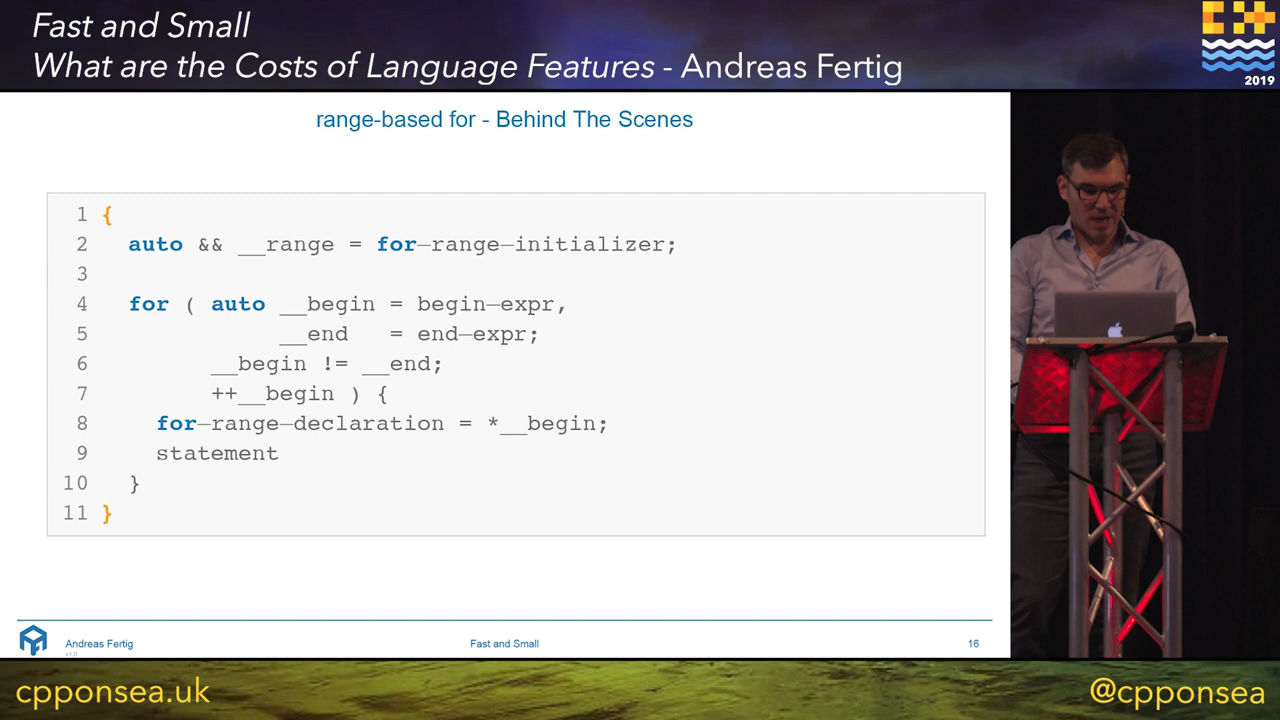 Fast and Small
What are the Costs of Language Features - Andreas Fertig
2019
range-based for - Behind The Scenes
1 {
2 auto && __range = for-range-initializer;
3
4 for ( auto __begin = begin-expr,
5 __end = end-expr;
6 __begin != __end;
7 ++__begin ) {
8 for-range-declaration = *__begin;
9 statement
10 }
11 }
Andreas Fertig
v1.0
Fast and Small
16
cpponsea.uk
@cpponsea